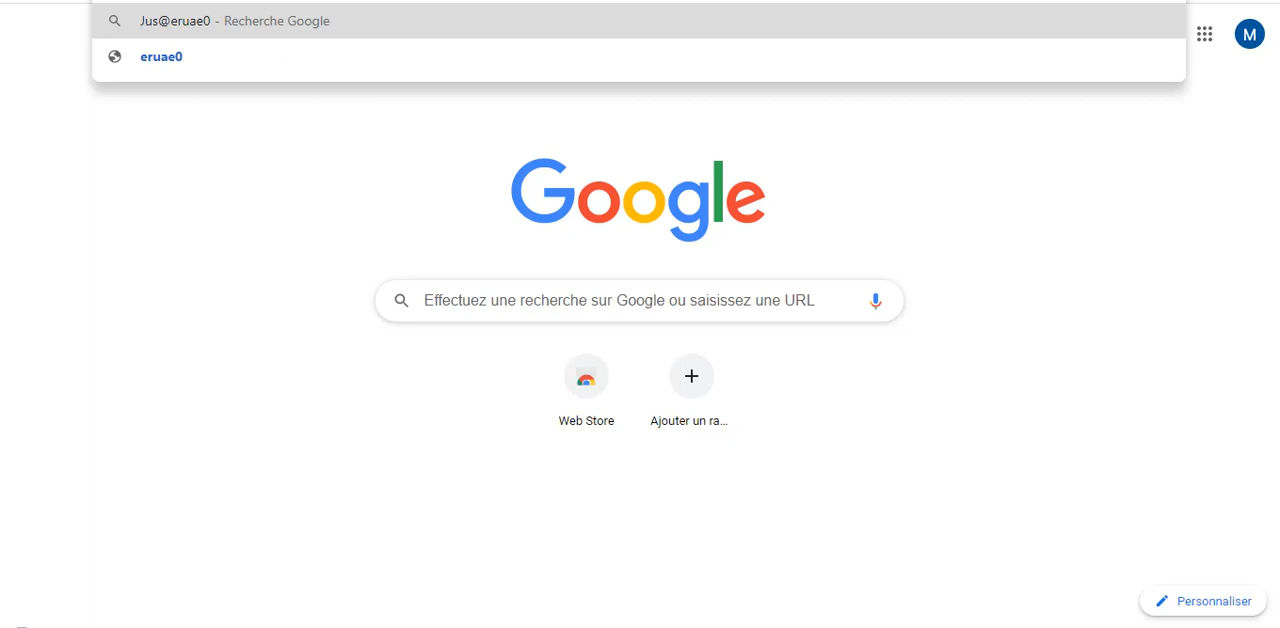 Jus@eruae0 - Recherche Google
eruae0
M
Google
Effectuez une recherche sur Google ou saisissez une URL
Web Store
Ajouter un ra...
Personnaliser